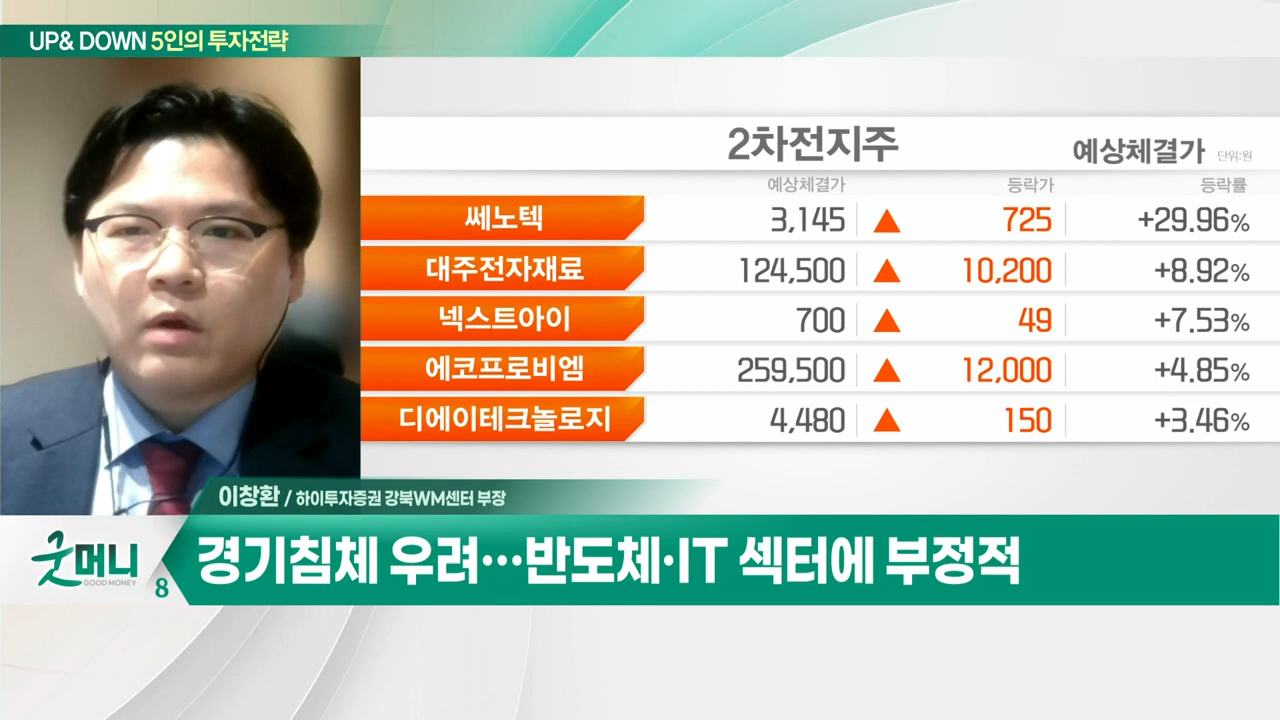 UP& DOWN 5인의 투자전략
2차전지주
예상체결가 단위:원
예상체결가 등락가 등락률
쎄노텍 3,145 ▲ 725 +29.96%
대주전자재료 124,500 ▲ 10,200 +8.92%
넥스트아이 700 ▲ 49 +7.53%
에코프로비엠 259,500 ▲ 12,000 +4.85%
디에이테크놀로지 4,480 ▲ 150 +3.46%
이창환 / 하이투자증권 강북WM센터 부장
굿머니
GOOD MONEY
8
경기침체 우려…반도체·IT 섹터에 부정적